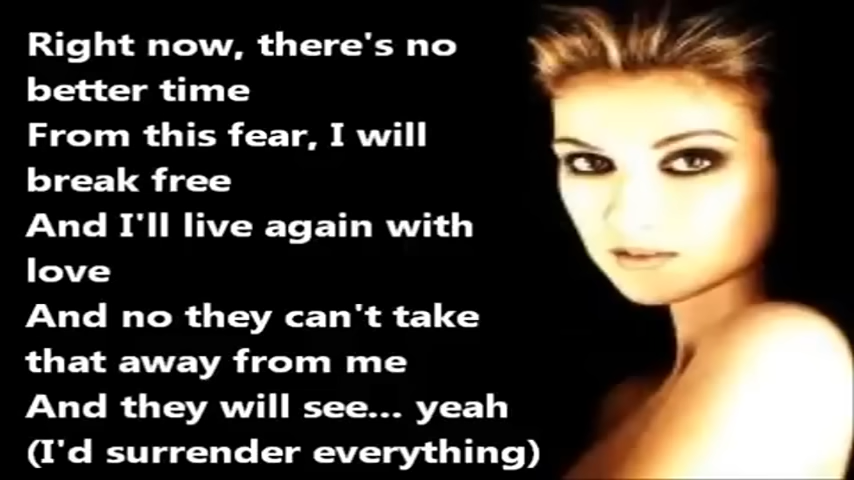 Right now, there's no
better time
From this fear, I will
break free
And I'll live again with
love
And no they can't take
that away from me
And they will see... yeah
(I'd surrender everything)